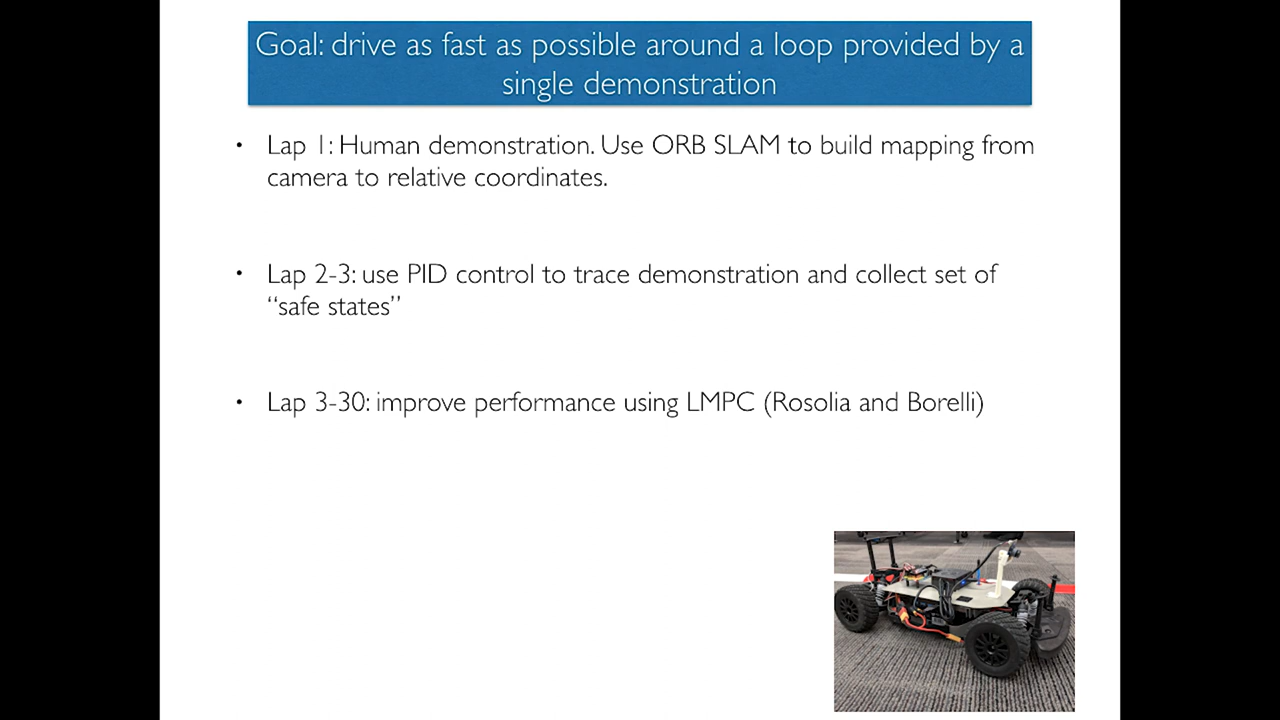 Goal: drive as fast as possible around a loop provided by a
single demonstration
• Lap 1: Human demonstration. Use ORB SLAM to build mapping from
camera to relative coordinates.
• Lap 2-3: use PID control to trace demonstration and collect set of
“safe states”
• Lap 3-30: improve performance using LMPC (Rosolia and Borelli)